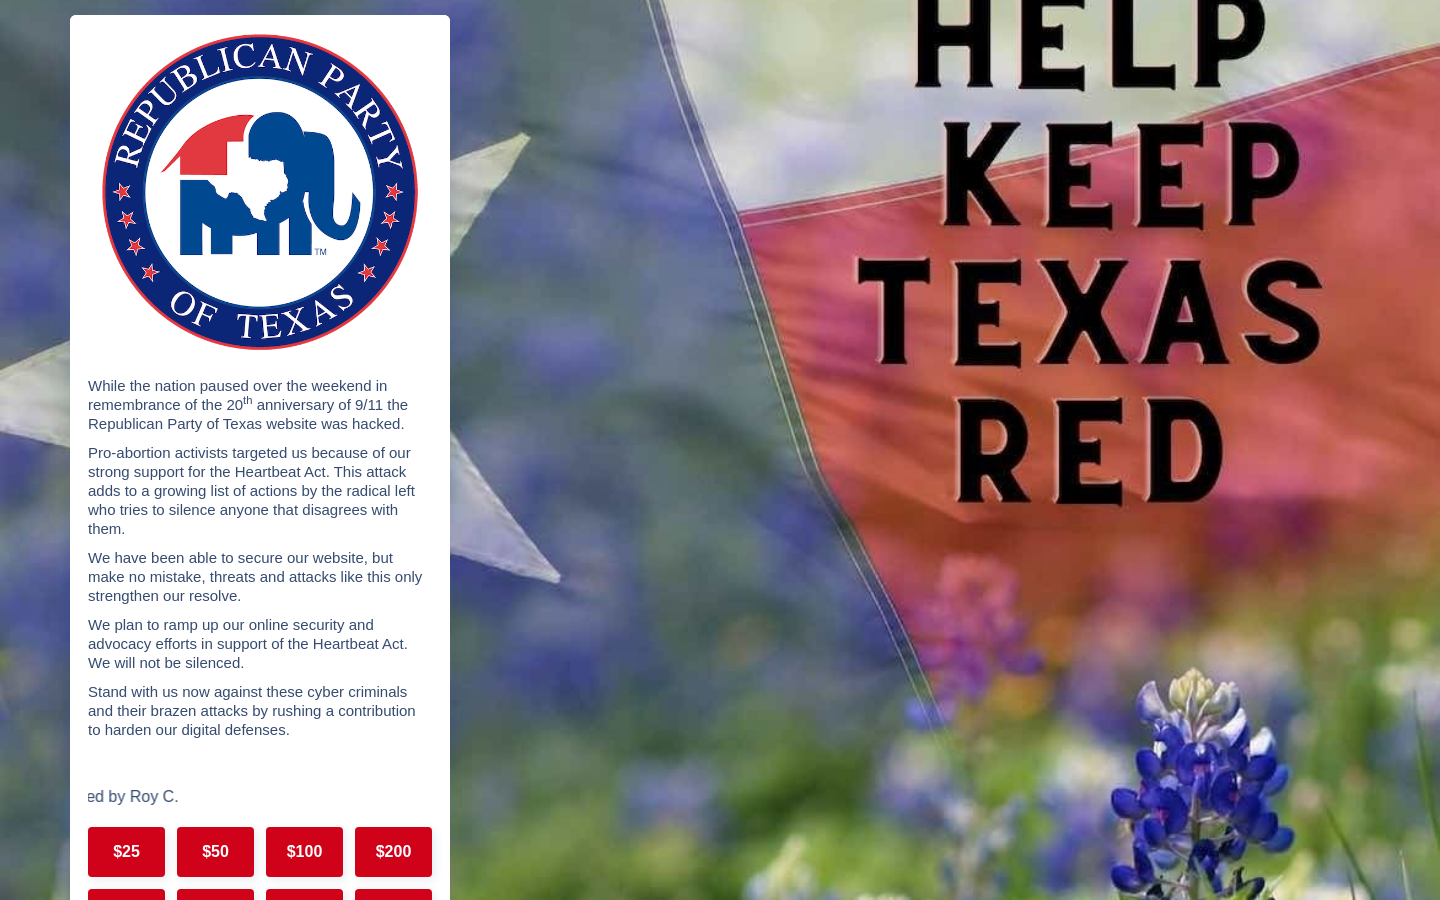 REPUBLICAN PARTY
OF TEXAS
TM
While the nation paused over the weekend in
remembrance of the 20th anniversary of 9/11 the
Republican Party of Texas website was hacked.
Pro-abortion activists targeted us because of our
strong support for the Heartbeat Act. This attack
adds to a growing list of actions by the radical left
who tries to silence anyone that disagrees with
them.
We have been able to secure our website, but
make no mistake, threats and attacks like this only
strengthen our resolve.
We plan to ramp up our online security and
advocacy efforts in support of the Heartbeat Act.
We will not be silenced.
Stand with us now against these cyber criminals
and their brazen attacks by rushing a contribution
to harden our digital defenses.
ed by Roy C.
$25 $50 $100 $200
HELP
KEEP
TEXAS
RED